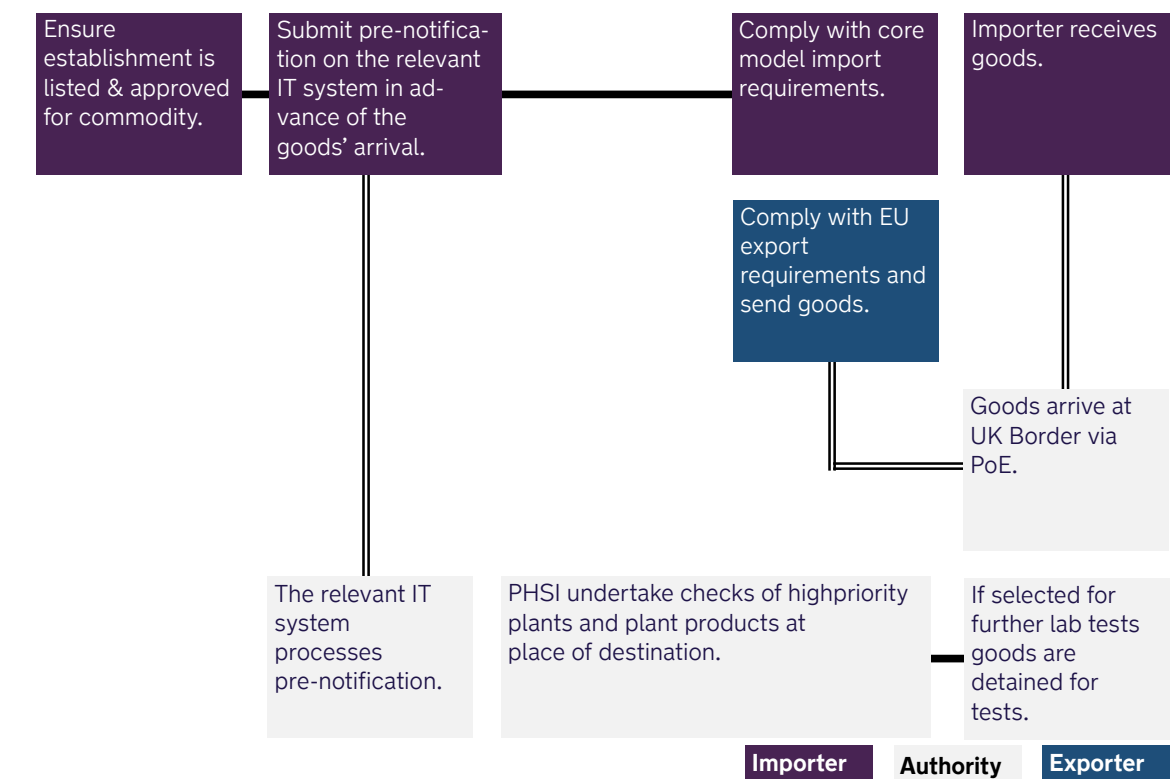 Ensure
establishment is
listed & approved
for commodity.
Submit pre-notifica-
tion on the relevant
IT system in ad-
vance of the
goods’ arrival.
Comply with core
model import
requirements.
Importer receives
goods.
Comply with EU
export
requirements and
send goods.
Goods arrive at
UK Border via
PoE.
The relevant IT
system
processes
pre-notification.
PHSI undertake checks of highpriority
plants and plant products at
place of destination.
If selected for
further lab tests
goods are
detained for
tests.
Importer
Authority
Exporter